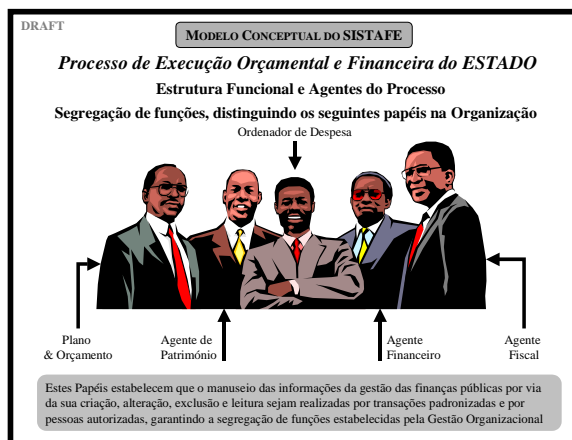 DRAFT
MODELO CONCEPTUAL DO SISTAFE
Processo de Execução Orçamental e Financeira do ESTADO
Estrutura Funcional e Agentes do Processo
Segregação de funções, distinguindo os seguintes papéis na Organização
Ordenador de Despesa
Plano
& Orçamento
Agente de
Património
Agente
Financeiro
Agente
Fiscal
Estes Papéis estabelecem que o manuseio das informações da gestão das finanças públicas por via
da sua criação, alteração, exclusão e leitura sejam realizadas por transações padronizadas e por
pessoas autorizadas, garantindo a segregação de funções estabelecidas pela Gestão Organizacional